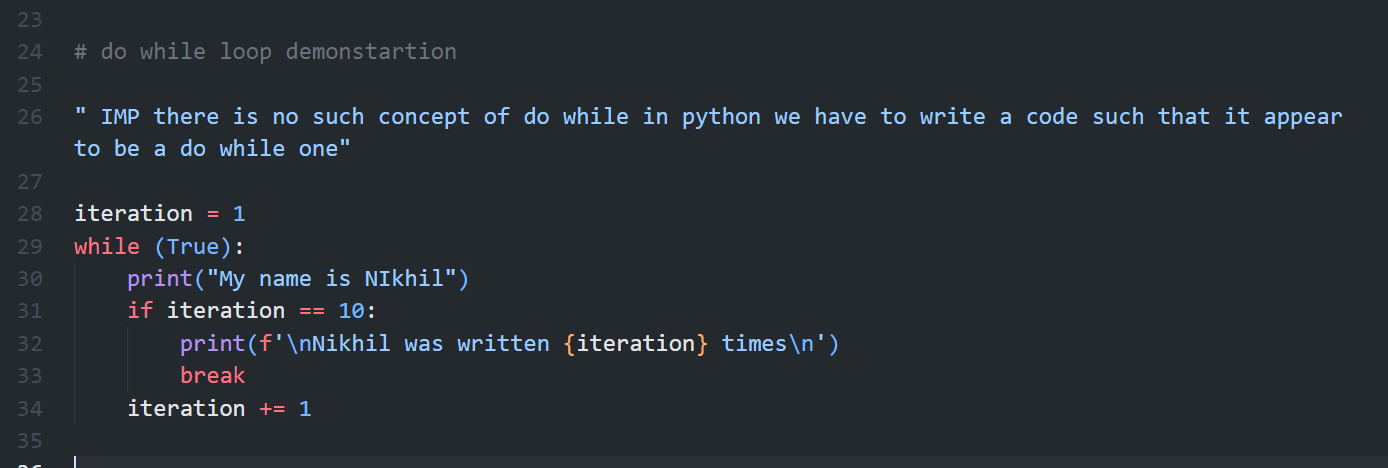 23
24 # do while loop demonstartion
25
26 " IMP there is no such concept of do while in python we have to write a code such that it appear
to be a do while one"
27
28 iteration = 1
29 while (True):
30     print("My name is NIkhil")
31     if iteration == 10:
32         print(f'\nNikhil was written {iteration} times\n')
33         break
34     iteration += 1
35
36